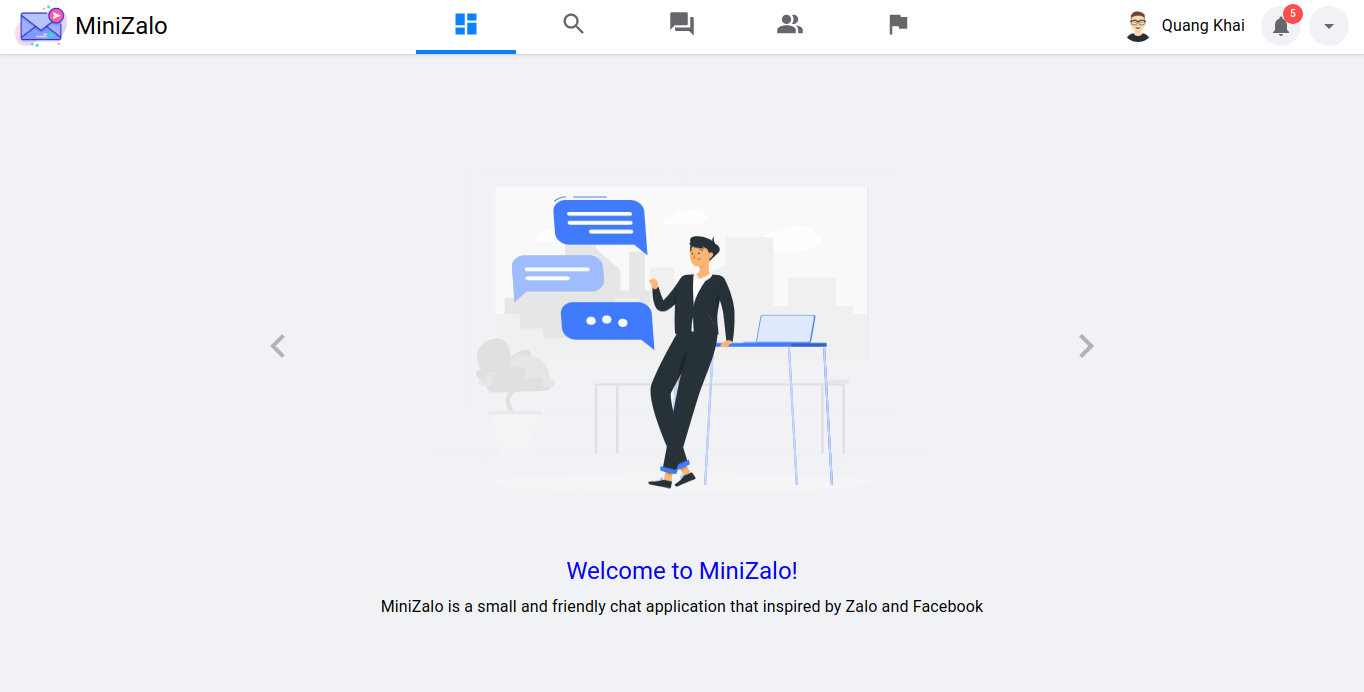 MiniZalo
Quang Khai
5
Welcome to MiniZalo!
MiniZalo is a small and friendly chat application that inspired by Zalo and Facebook